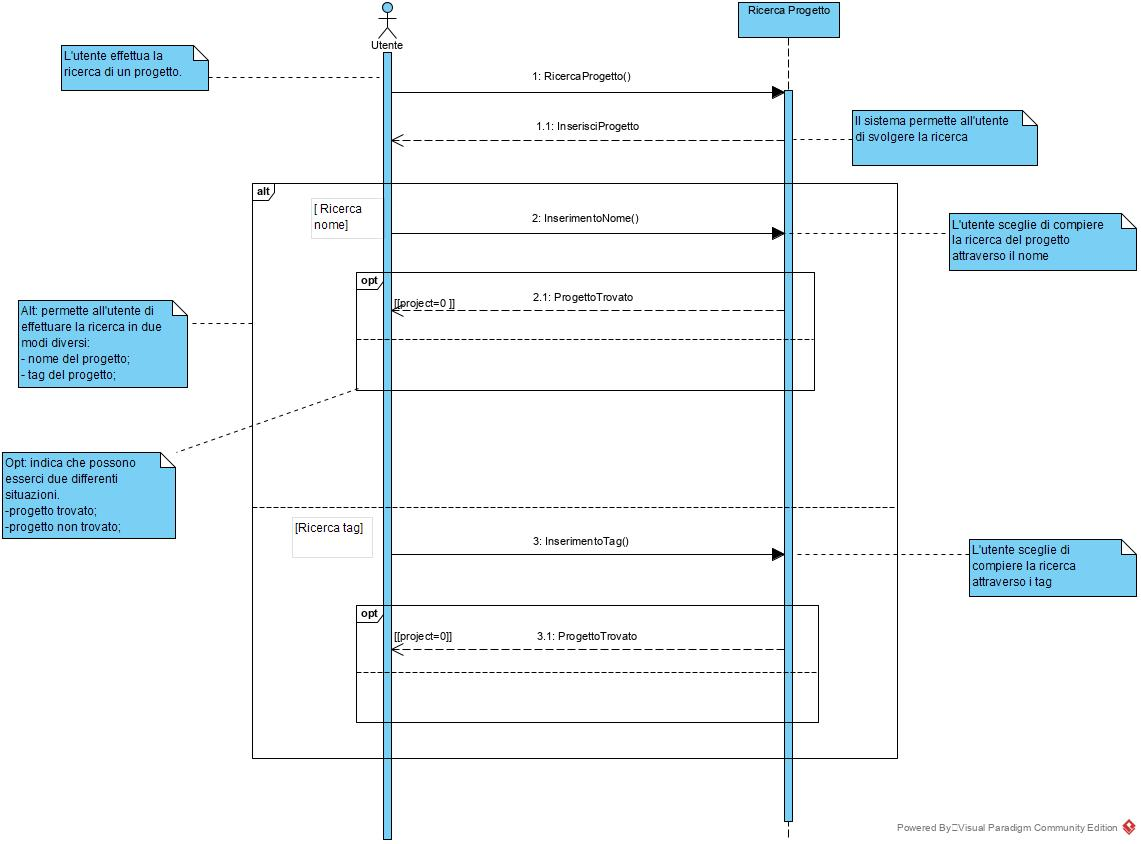 Ricerca Progetto
Utente
L'utente effettua la
ricerca di un progetto.
1: RicercaProgetto()
Il sistema permette all'utente
di svolgere la ricerca
1.1: InserisciProgetto
alt
[ Ricerca
nome]
2: InserimentoNome()
L'utente sceglie di compiere
la ricerca del progetto
attraverso il nome
opt
[[project=0 ]]
2.1: ProgettoTrovato
Alt: permette all'utente di
effettuare la ricerca in due
modi diversi:
- nome del progetto;
- tag del progetto;
Opt: indica che possono
esserci due differenti
situazioni.
-progetto trovato;
-progetto non trovato;
[Ricerca tag]
3: InserimentoTag()
L'utente sceglie di
compiere la ricerca
attraverso i tag
opt
[[project=0]]
3.1: ProgettoTrovato
Powered By Visual Paradigm Community Edition